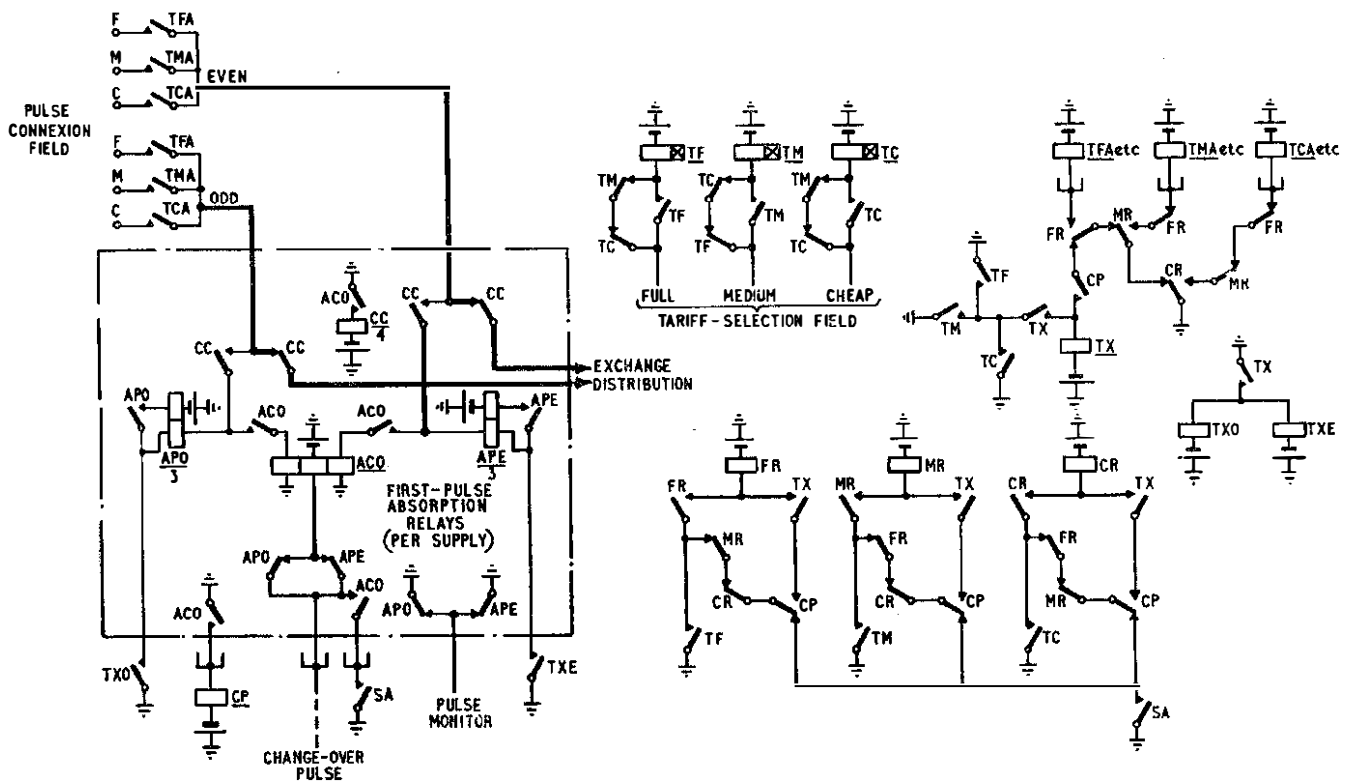 F TFA
M TMA
EVEN
C TCA
PULSE
CONNEXION
FIELD
F TFA
M TMA
ODD
C TCA
TF TM TC
TM TC TM
TF TM TC
TC TF TC
FULL MEDIUM CHEAP
TARIFF-SELECTION FIELD
TFAetc TMAetc TCAetc
FR MR FR FR
CP CR MR
TF
TM TX
TC TX
TX
TXO TXE
ACO
CC
4
CC CC
CC CC
EXCHANGE
DISTRIBUTION
APO ACO ACO APE
APO
3
ACO
APE
3
FIRST-PULSE
ABSORPTION
RELAYS
(PER SUPPLY)
APO APE
ACO
ACO
APO APE
TXO
CP
SA
TXE
PULSE
MONITOR
CHANGE-OVER
PULSE
FR MR CR
FR TX MR TX CR TX
MR FR FR
CR CP CR CP MR CP
TF TM TC
SA